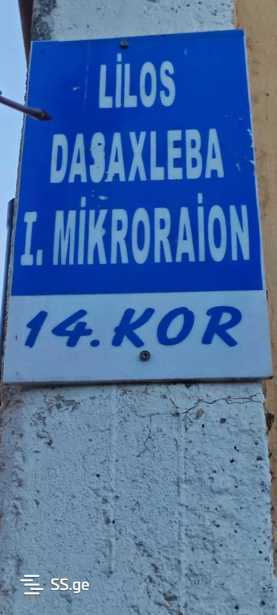 LİLOS
DASAXLEBA
I. MİKRORAİON
14. KOR
SS.ge